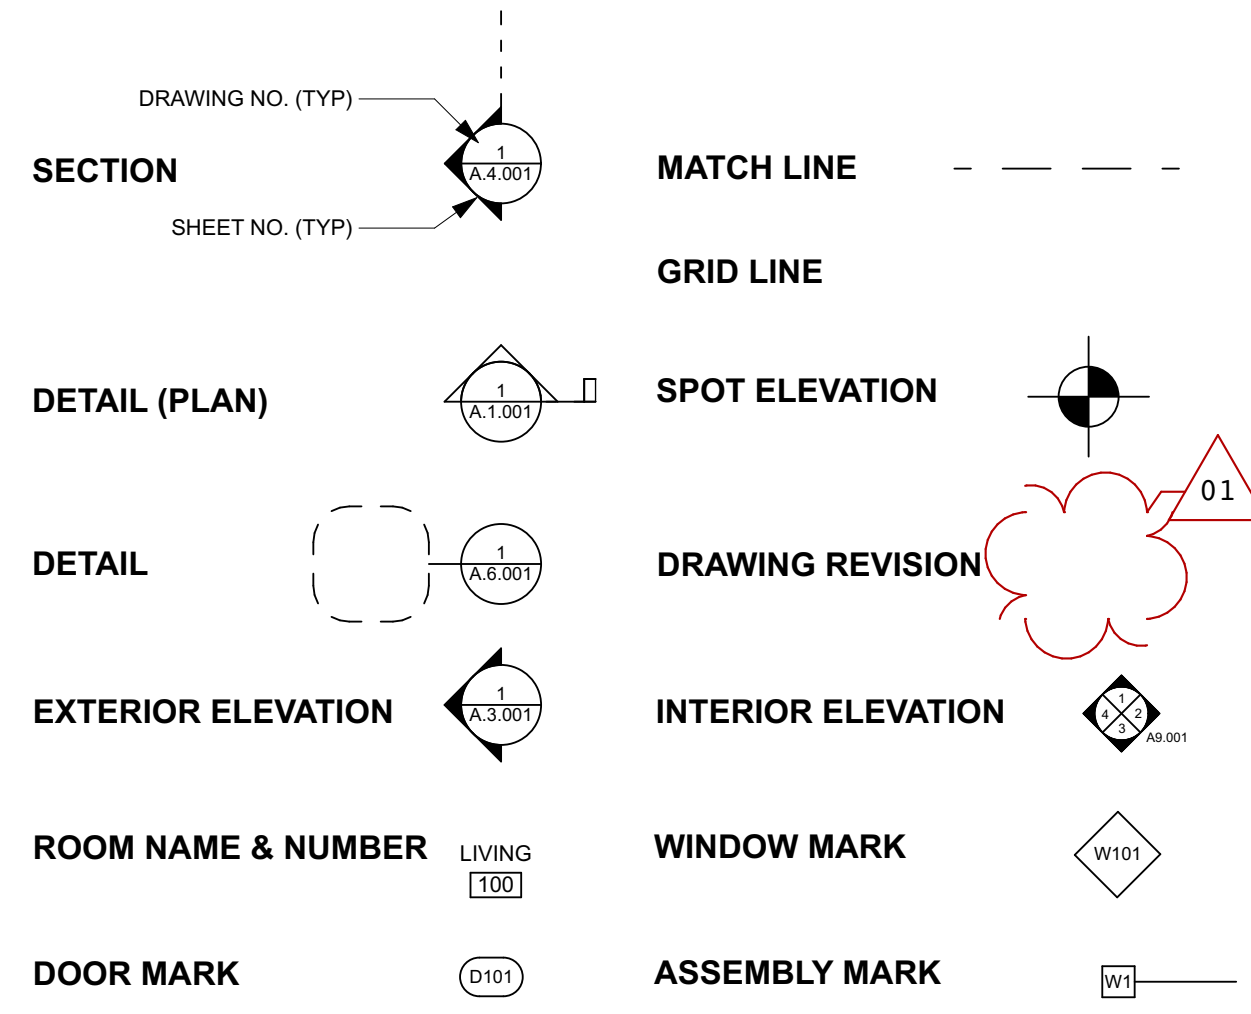 DRAWING NO. (TYP)
1
A.4.001
SECTION
SHEET NO. (TYP)
MATCH LINE
GRID LINE
DETAIL (PLAN)
1
A.1.001
SPOT ELEVATION
01
DETAIL
1
A.6.001
DRAWING REVISION
EXTERIOR ELEVATION
1
A.3.001
INTERIOR ELEVATION
1
4 2
3
A9.001
ROOM NAME & NUMBER
LIVING
100
WINDOW MARK
W101
DOOR MARK
D101
ASSEMBLY MARK
W1